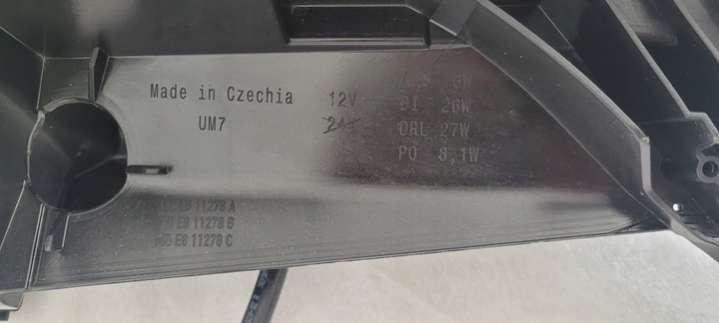 Made in Czechia
UM7
12V
DI 26W
DRL 27W
PO 8,1W
E8 11278 A
E8 11278 B
E8 11278 C